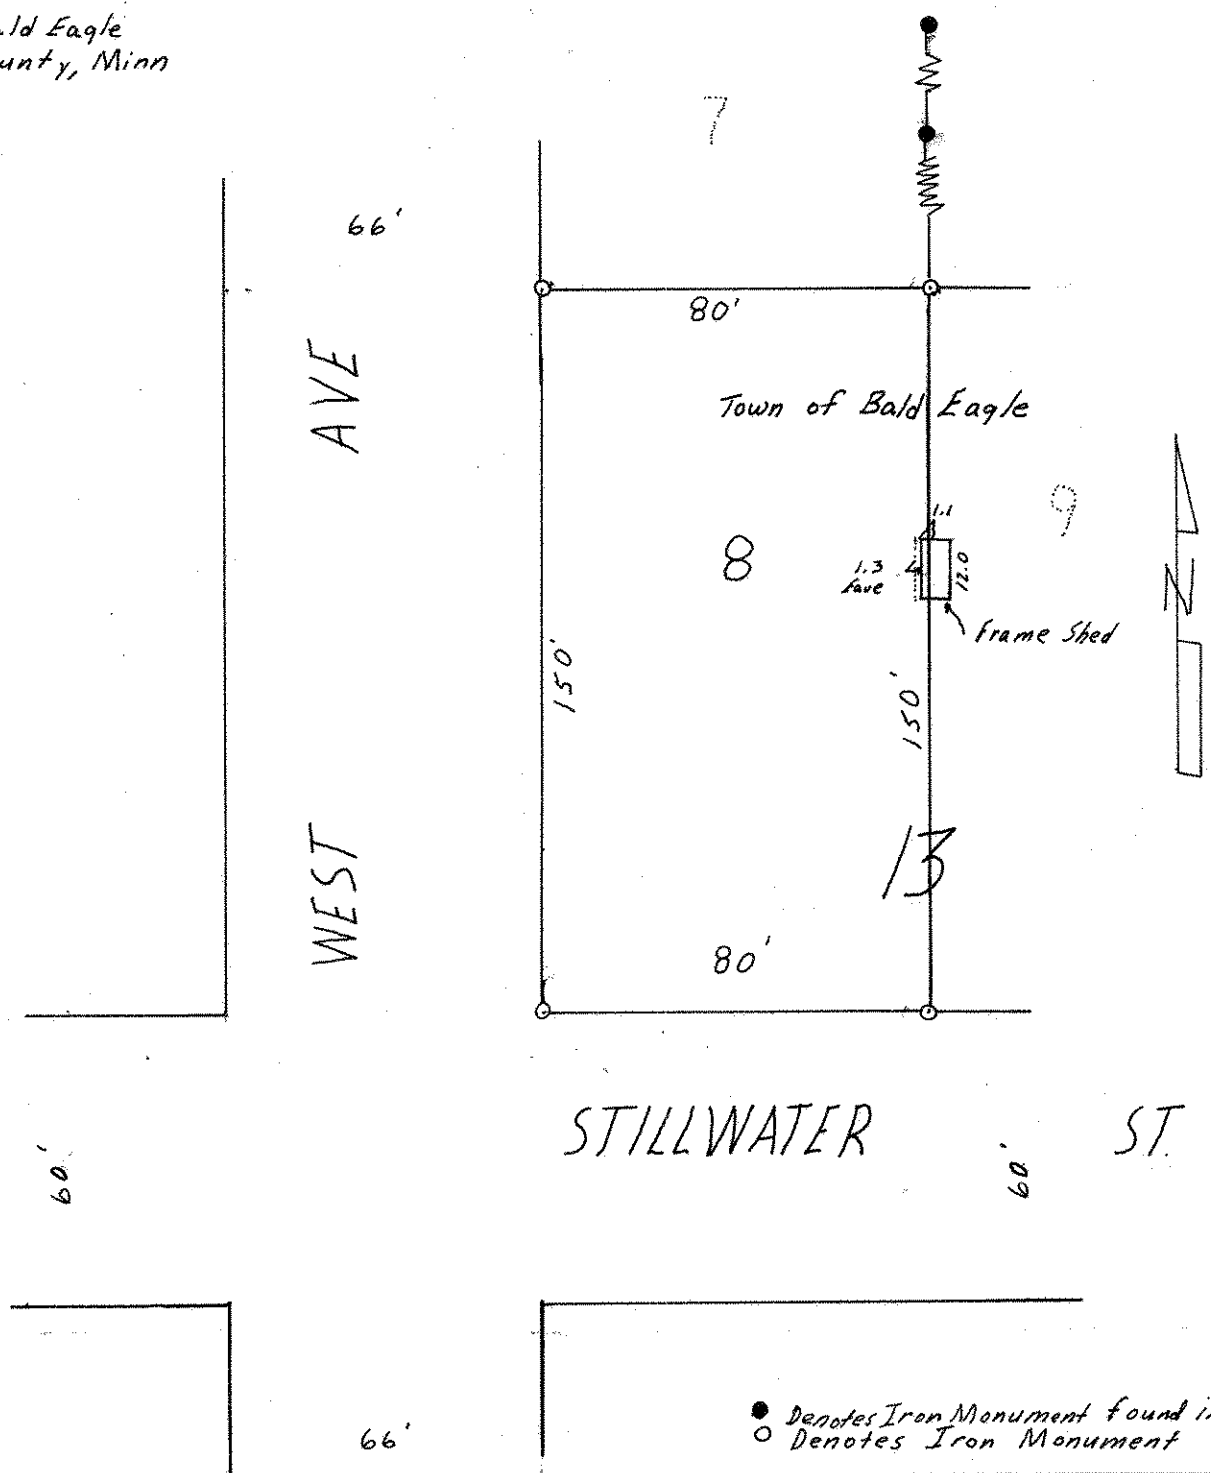 ld Eagle
unty, Minn
7
66'
80'
AVE
Town of Bald Eagle
9
1.1
8
1.3
Eave
12.0
N
Frame Shed
150'
150'
13
WEST
80'
STILLWATER ST.
60'
60'
66'
Denotes Iron Monument found i
Denotes Iron Monument